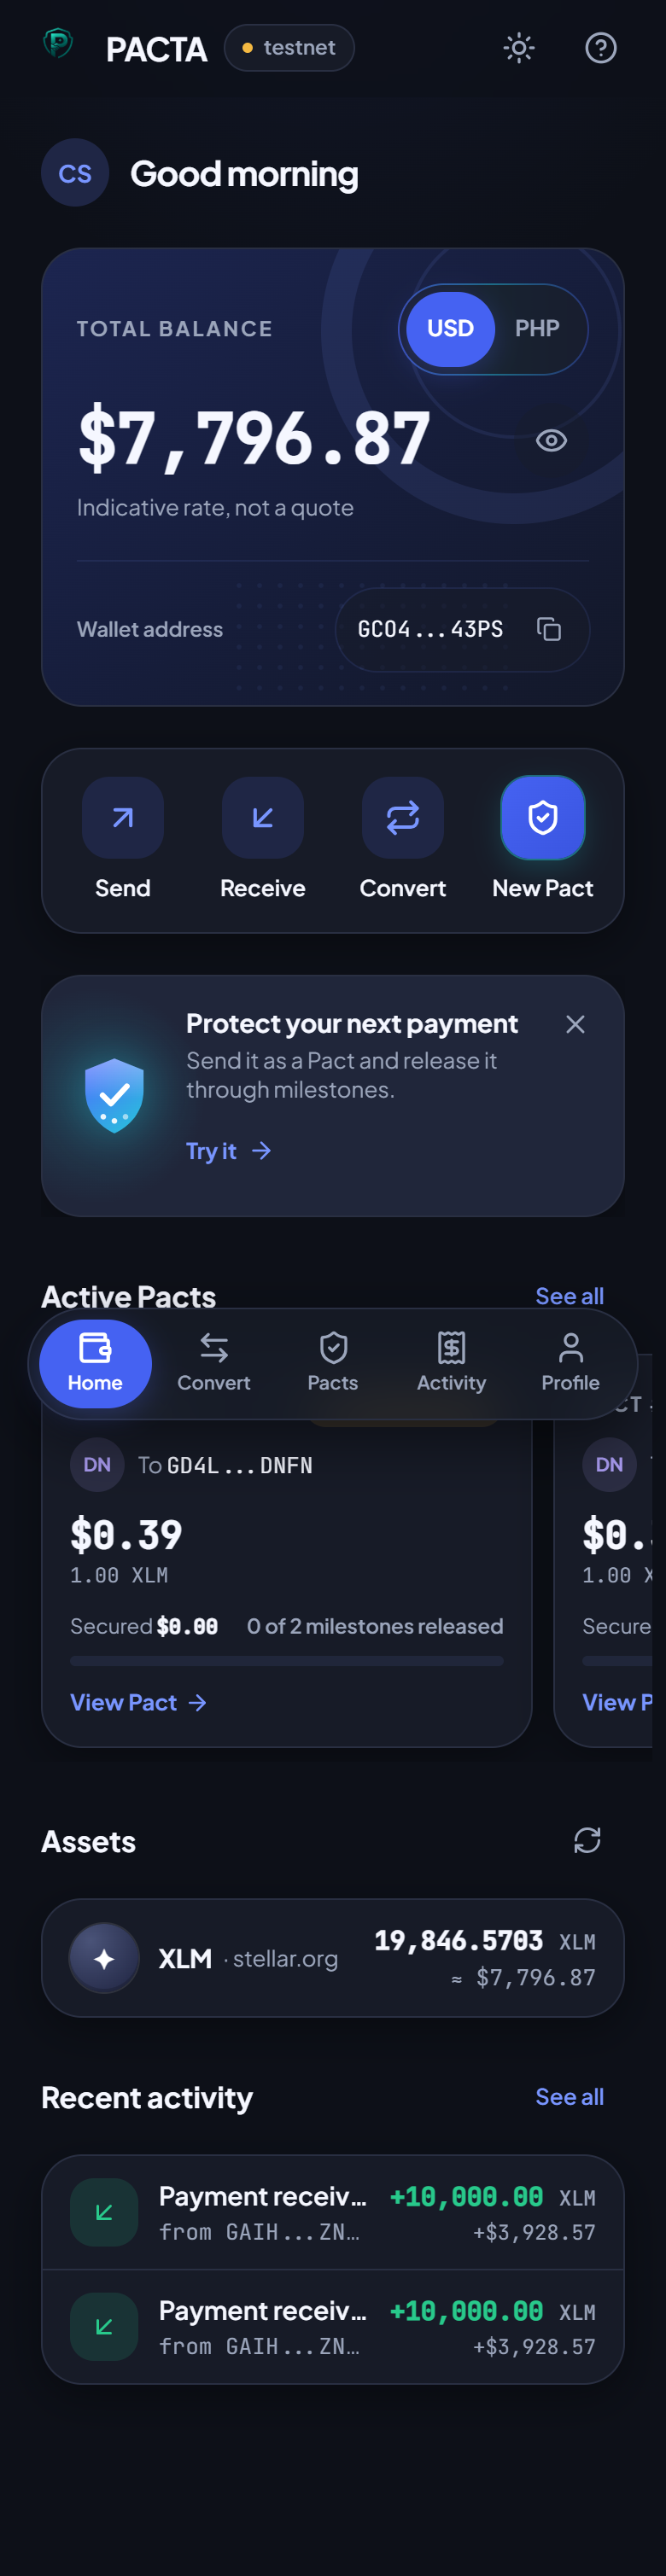 PACTA
testnet
CS
Good morning
TOTAL BALANCE
USD
PHP
$7,796.87
Indicative rate, not a quote
Wallet address
GCO4...43PS
Send
Receive
Convert
New Pact
Protect your next payment
Send it as a Pact and release it
through milestones.
Try it
Active Pacts
See all
Home
Convert
Pacts
Activity
Profile
DN
To GD4L...DNFN
$0.39
1.00 XLM
Secured $0.00
0 of 2 milestones released
View Pact
DN
$0.
1.00
Secure
View P
Assets
XLM · stellar.org
19,846.5703 XLM
≈ $7,796.87
Recent activity
See all
Payment receiv…
+10,000.00 XLM
from GAIH...ZN…
+$3,928.57
Payment receiv…
+10,000.00 XLM
from GAIH...ZN…
+$3,928.57